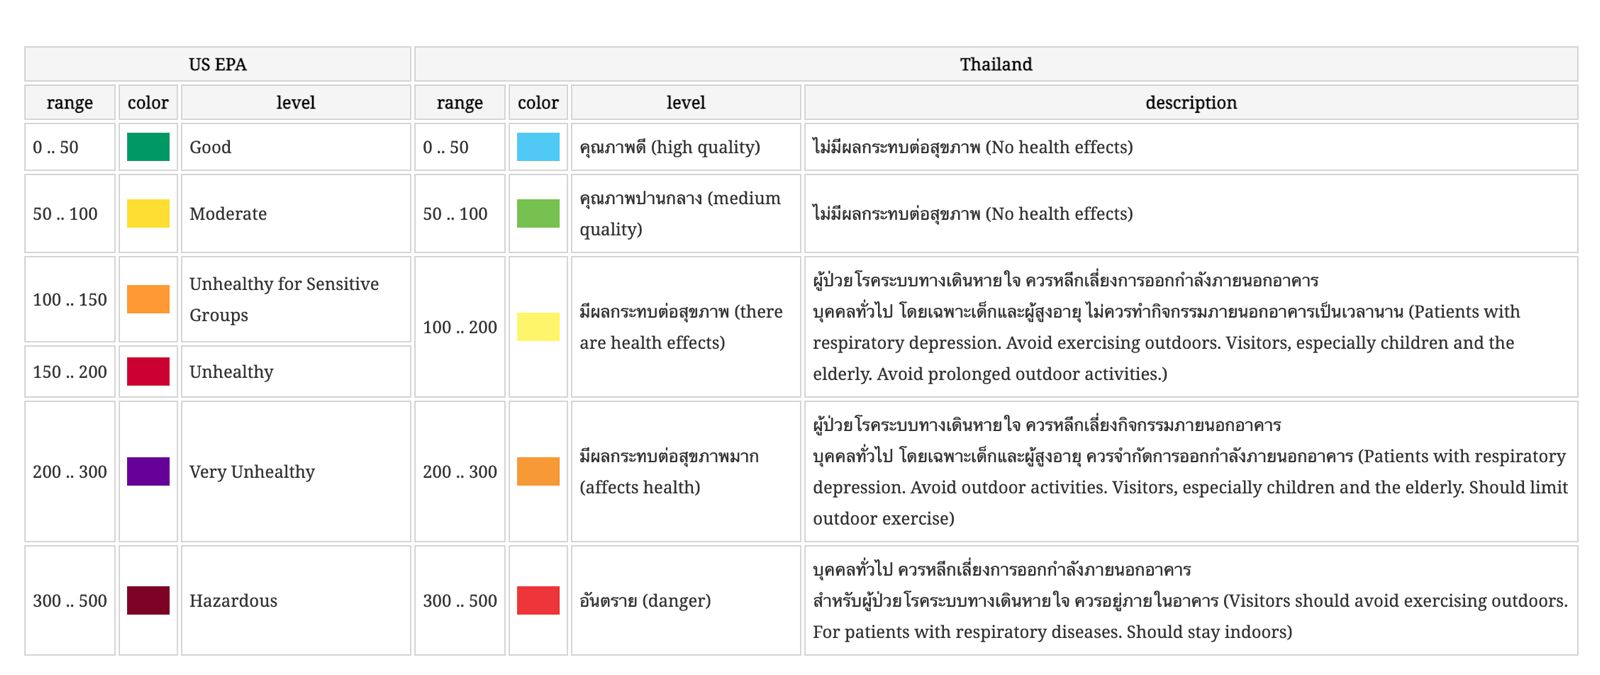 US EPA
Thailand
range
color
level
range
color
level
description
0 .. 50
Good
0 .. 50
คุณภาพดี (high quality)
ไม่มีผลกระทบต่อสุขภาพ (No health effects)
50 .. 100
Moderate
50 .. 100
คุณภาพปานกลาง (medium
quality)
ไม่มีผลกระทบต่อสุขภาพ (No health effects)
100 .. 150
Unhealthy for Sensitive
Groups
100 .. 200
มีผลกระทบต่อสุขภาพ (there
are health effects)
ผู้ป่วยโรคระบบทางเดินหายใจ ควรหลีกเลี่ยงการออกกำลังภายนอกอาคาร
บุคคลทั่วไป โดยเฉพาะเด็กและผู้สูงอายุ ไม่ควรทำกิจกรรมภายนอกอาคารเป็นเวลานาน (Patients with
respiratory depression. Avoid exercising outdoors. Visitors, especially children and the
elderly. Avoid prolonged outdoor activities.)
150 .. 200
Unhealthy
200 .. 300
Very Unhealthy
200 .. 300
มีผลกระทบต่อสุขภาพมาก
(affects health)
ผู้ป่วยโรคระบบทางเดินหายใจ ควรหลีกเลี่ยงกิจกรรมภายนอกอาคาร
บุคคลทั่วไป โดยเฉพาะเด็กและผู้สูงอายุ ควรจำกัดการออกกำลังภายนอกอาคาร (Patients with respiratory
depression. Avoid outdoor activities. Visitors, especially children and the elderly. Should limit
outdoor exercise)
300 .. 500
Hazardous
300 .. 500
อันตราย (danger)
บุคคลทั่วไป ควรหลีกเลี่ยงการออกกำลังภายนอกอาคาร
สำหรับผู้ป่วยโรคระบบทางเดินหายใจ ควรอยู่ภายในอาคาร (Visitors should avoid exercising outdoors.
For patients with respiratory diseases. Should stay indoors)